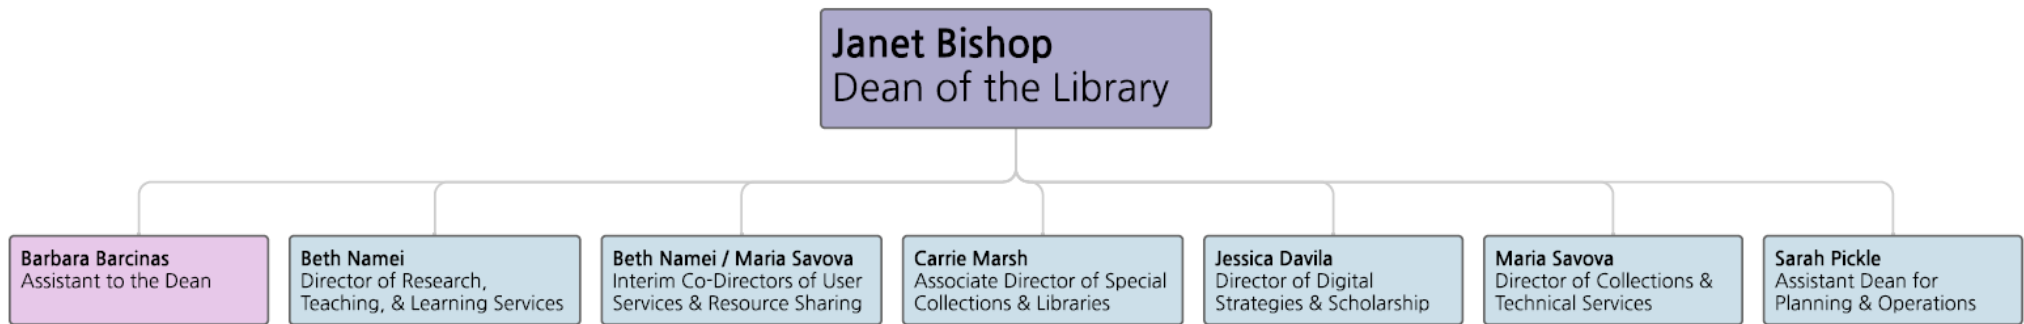 Janet Bishop
Dean of the Library
Barbara Barcinas
Assistant to the Dean
Beth Namei
Director of Research,
Teaching, & Learning Services
Beth Namei / Maria Savova
Interim Co-Directors of User
Services & Resource Sharing
Carrie Marsh
Associate Director of Special
Collections & Libraries
Jessica Davila
Director of Digital
Strategies & Scholarship
Maria Savova
Director of Collections &
Technical Services
Sarah Pickle
Assistant Dean for
Planning & Operations